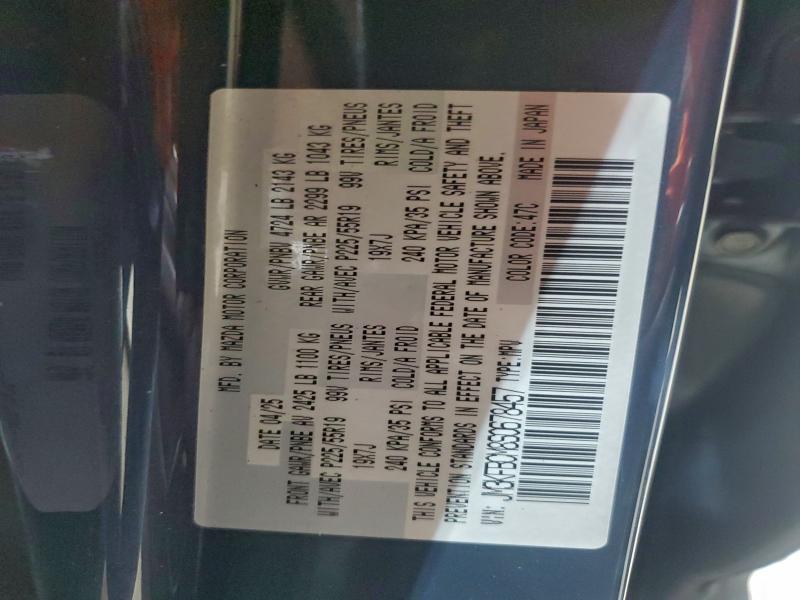 MFD. BY MAZDA MOTOR CORPORATION
DATE 04/25 GVWR/PNBV 4724 LB 2143 KG
FRONT GAWR/PNBE AV 2425 LB 1100 KG REAR GAWR/PNBE AR 2299 LB 1043 KG
WITH/AVEC P225/55R19 99V TIRES/PNEUS WITH/AVEC P225/55R19 99V TIRES/PNEUS
19X7J RIMS/JANTES 19X7J RIMS/JANTES
240 KPA/35 PSI COLD/A FROID 240 KPA/35 PSI COLD/A FROID
THIS VEHICLE CONFORMS TO ALL APPLICABLE FEDERAL MOTOR VEHICLE SAFETY AND THEFT
PREVENTION STANDARDS IN EFFECT ON THE DATE OF MANUFACTURE SHOWN ABOVE.
VIN: TYPE:MPV COLOR CODE:47C MADE IN JAPAN